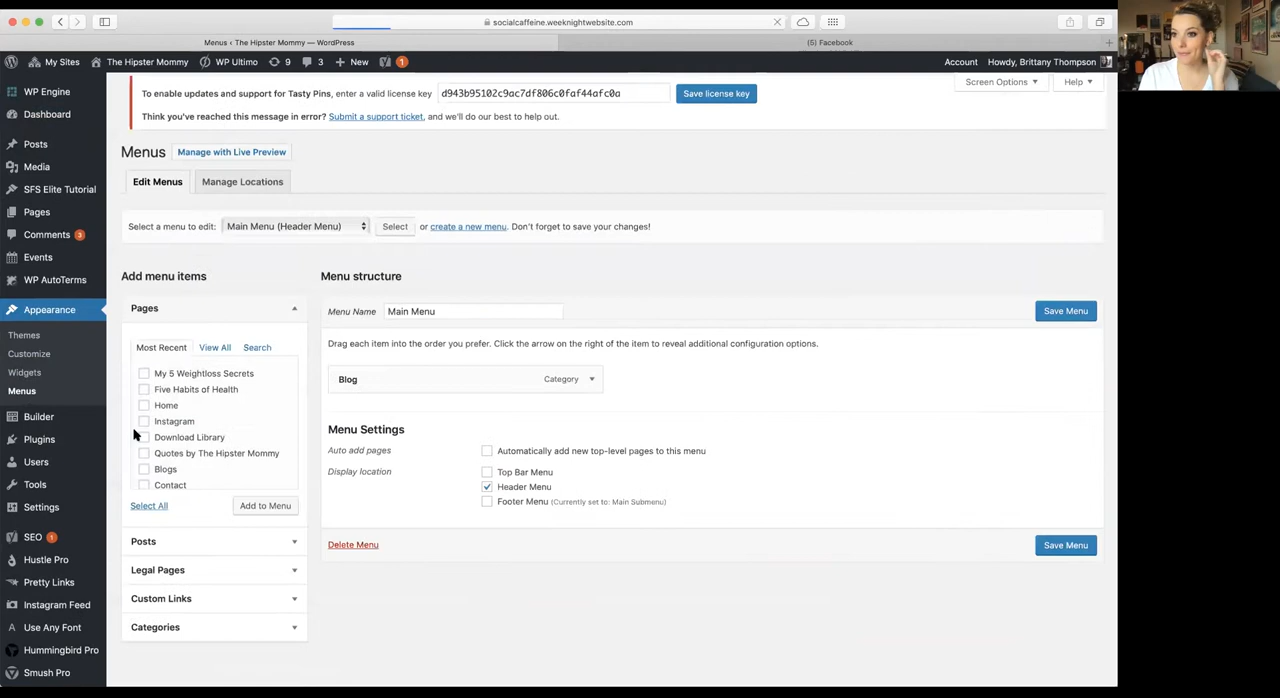 socialcaffeine.weeknightwebsite.com
Menus ‹ The Hipster Mommy — WordPress
(5) Facebook
My Sites
The Hipster Mommy
WP Ultimo
9
3
New
1
Account
Howdy, Brittany Thompson
WP Engine
Dashboard
Posts
Media
SFS Elite Tutorial
Pages
Comments 3
Events
WP AutoTerms
Appearance
Themes
Customize
Widgets
Menus
Builder
Plugins
Users
Tools
Settings
SEO 1
Hustle Pro
Pretty Links
Instagram Feed
Use Any Font
Hummingbird Pro
Smush Pro
Screen Options
Help
To enable updates and support for Tasty Pins, enter a valid license key
d943b95102c9ac7df806c0faf44afc0a
Save license key
Think you've reached this message in error? Submit a support ticket, and we'll do our best to help out.
Menus
Manage with Live Preview
Edit Menus
Manage Locations
Select a menu to edit:
Main Menu (Header Menu)
Select
or create a new menu. Don't forget to save your changes!
Add menu items
Pages
Most Recent
View All
Search
My 5 Weightloss Secrets
Five Habits of Health
Home
Instagram
Download Library
Quotes by The Hipster Mommy
Blogs
Contact
Select All
Add to Menu
Posts
Legal Pages
Custom Links
Categories
Menu structure
Menu Name
Main Menu
Save Menu
Drag each item into the order you prefer. Click the arrow on the right of the item to reveal additional configuration options.
Blog
Category
Menu Settings
Auto add pages
Automatically add new top-level pages to this menu
Display location
Top Bar Menu
Header Menu
Footer Menu (Currently set to: Main Submenu)
Delete Menu
Save Menu